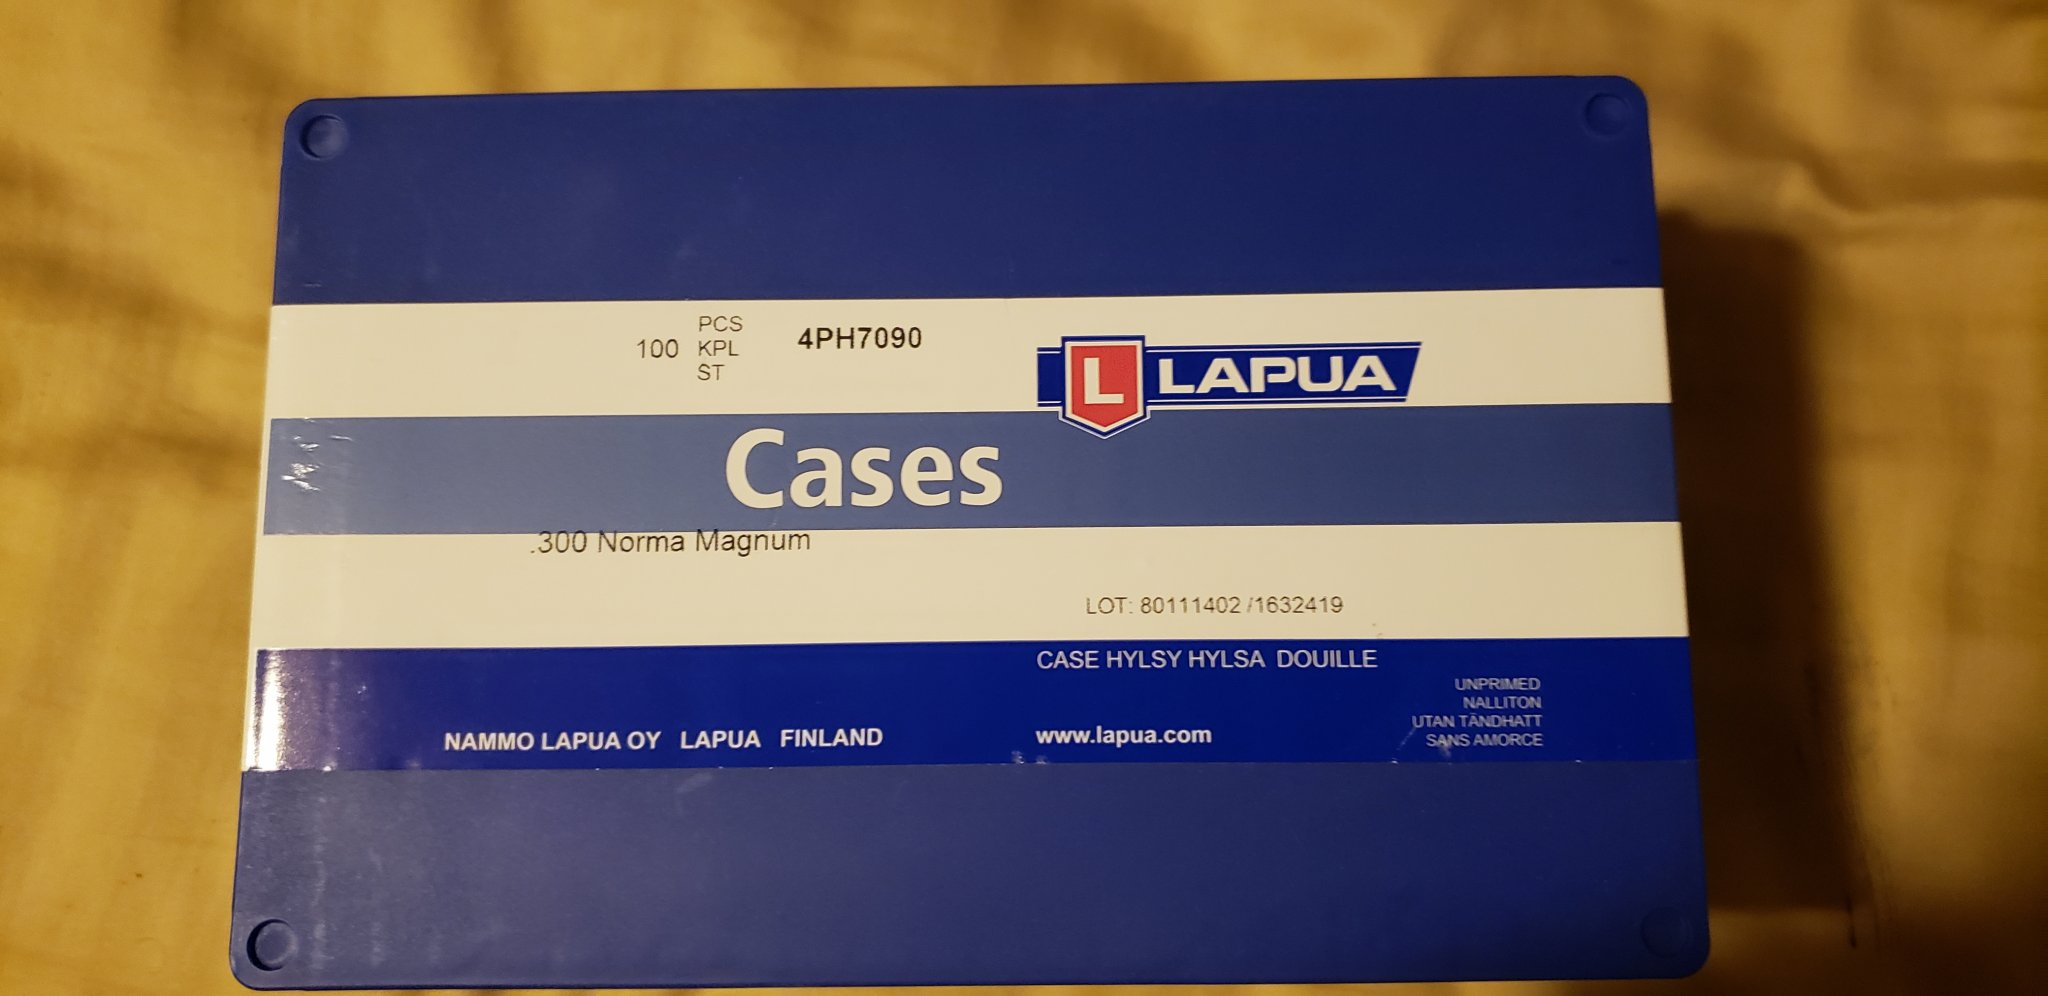 PCS
100 KPL 4PH7090
ST
L LAPUA
Cases
.300 Norma Magnum
LOT: 80111402 /1632419
CASE HYLSY HYLSA DOUILLE
UNPRIMED
NALLITON
UTAN TÄNDHATT
SANS AMORCE
NAMMO LAPUA OY LAPUA FINLAND
www.lapua.com